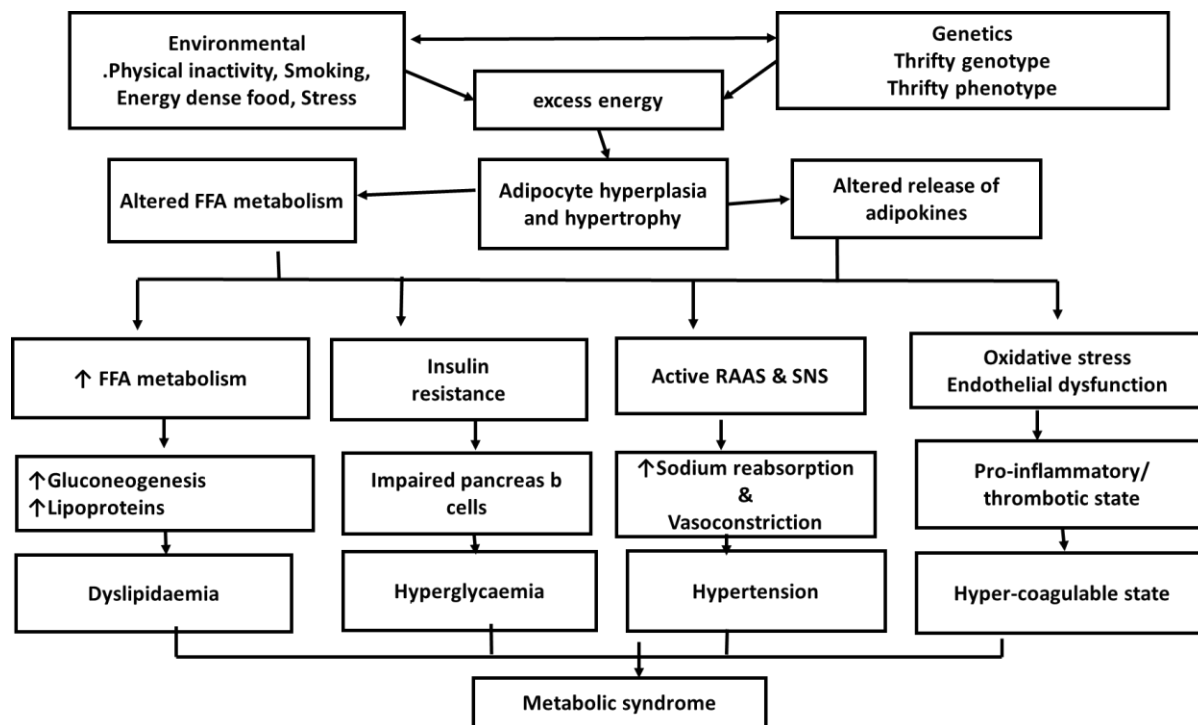 Environmental
.Physical inactivity, Smoking,
Energy dense food, Stress
Genetics
Thrifty genotype
Thrifty phenotype
excess energy
Altered FFA metabolism
Adipocyte hyperplasia
and hypertrophy
Altered release of
adipokines
↑ FFA metabolism
Insulin
resistance
Active RAAS & SNS
Oxidative stress
Endothelial dysfunction
↑Gluconeogenesis
↑Lipoproteins
Impaired pancreas b
cells
↑Sodium reabsorption
&
Vasoconstriction
Pro-inflammatory/
thrombotic state
Dyslipidaemia
Hyperglycaemia
Hypertension
Hyper-coagulable state
Metabolic syndrome